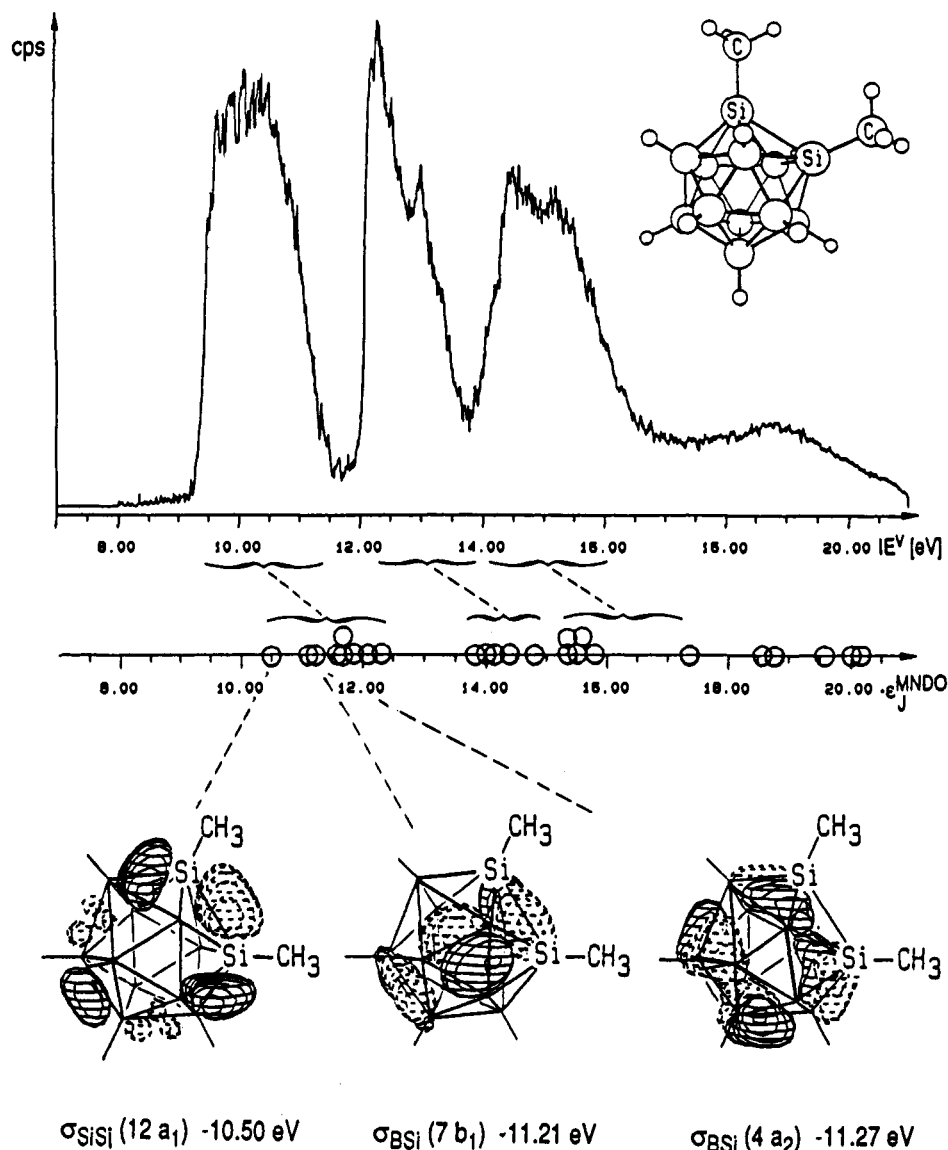 cps
C
Si
C
Si
8.00 10.00 12.00 14.00 16.00 18.00 20.00 IEⱽ [eV]
8.00 10.00 12.00 14.00 16.00 18.00 20.00 -ε_J^MNDO
CH₃
Si
Si—CH₃
CH₃
Si
Si—CH₃
CH₃
Si
Si—CH₃
σSiSi (12 a₁) -10.50 eV
σBSi (7 b₁) -11.21 eV
σBSi (4 a₂) -11.27 eV